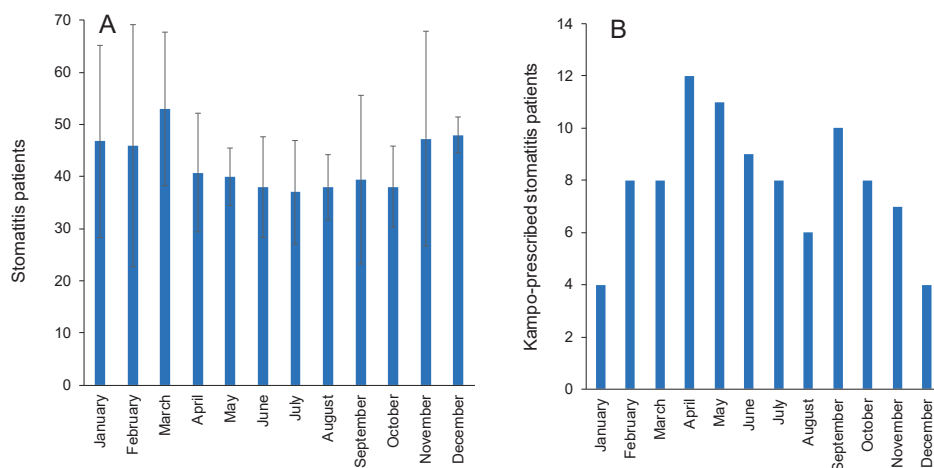 A
Stomatitis patients
70
60
50
40
30
20
10
0
January
February
March
April
May
June
July
August
September
October
November
December
B
Kampo-prescribed stomatitis patients
14
12
10
8
6
4
2
0
January
February
March
April
May
June
July
August
September
October
November
December